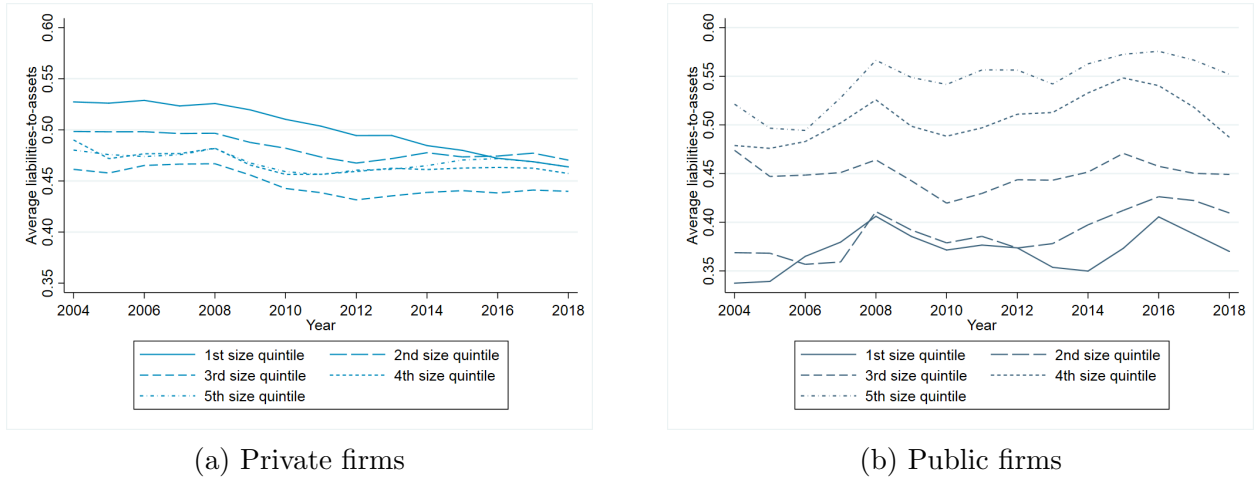 Average liabilities-to-assets
0.60
0.55
0.50
0.45
0.40
0.35
2004 2006 2008 2010 2012 2014 2016 2018
Year
1st size quintile 2nd size quintile
3rd size quintile 4th size quintile
5th size quintile
(a) Private firms
Average liabilities-to-assets
0.60
0.55
0.50
0.45
0.40
0.35
2004 2006 2008 2010 2012 2014 2016 2018
Year
1st size quintile 2nd size quintile
3rd size quintile 4th size quintile
5th size quintile
(b) Public firms